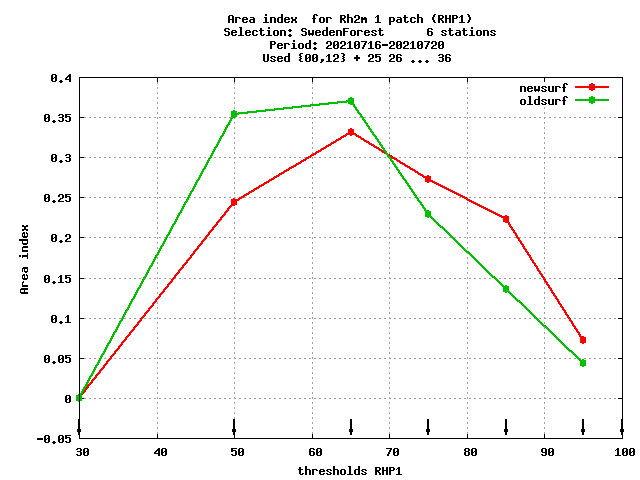 Area index  for Rh2m 1 patch (RHP1)
Selection: SwedenForest      6 stations
Period: 20210716-20210720
Used {00,12} + 25 26 ... 36
newsurf
oldsurf
0.4
0.35
0.3
0.25
0.2
0.15
0.1
0.05
0
-0.05
Area index
30 40 50 60 70 80 90 100
thresholds RHP1